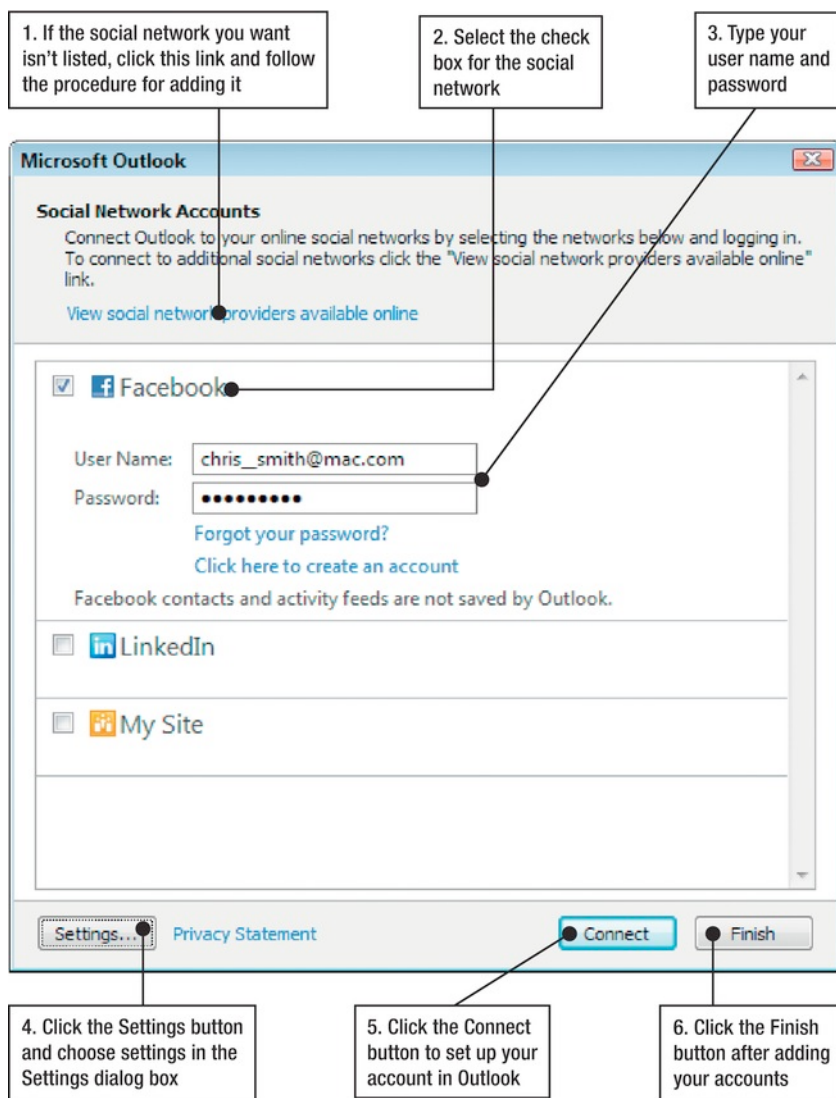 1. If the social network you want
isn't listed, click this link and follow
the procedure for adding it
2. Select the check
box for the social
network
3. Type your
user name and
password
Microsoft Outlook
Social Network Accounts
Connect Outlook to your online social networks by selecting the networks below and logging in.
To connect to additional social networks click the "View social network providers available online"
link.
View social network providers available online
Facebook
User Name: chris__smith@mac.com
Password: •••••••••
Forgot your password?
Click here to create an account
Facebook contacts and activity feeds are not saved by Outlook.
in LinkedIn
My Site
Settings... Privacy Statement Connect Finish
4. Click the Settings button
and choose settings in the
Settings dialog box
5. Click the Connect
button to set up your
account in Outlook
6. Click the Finish
button after adding
your accounts